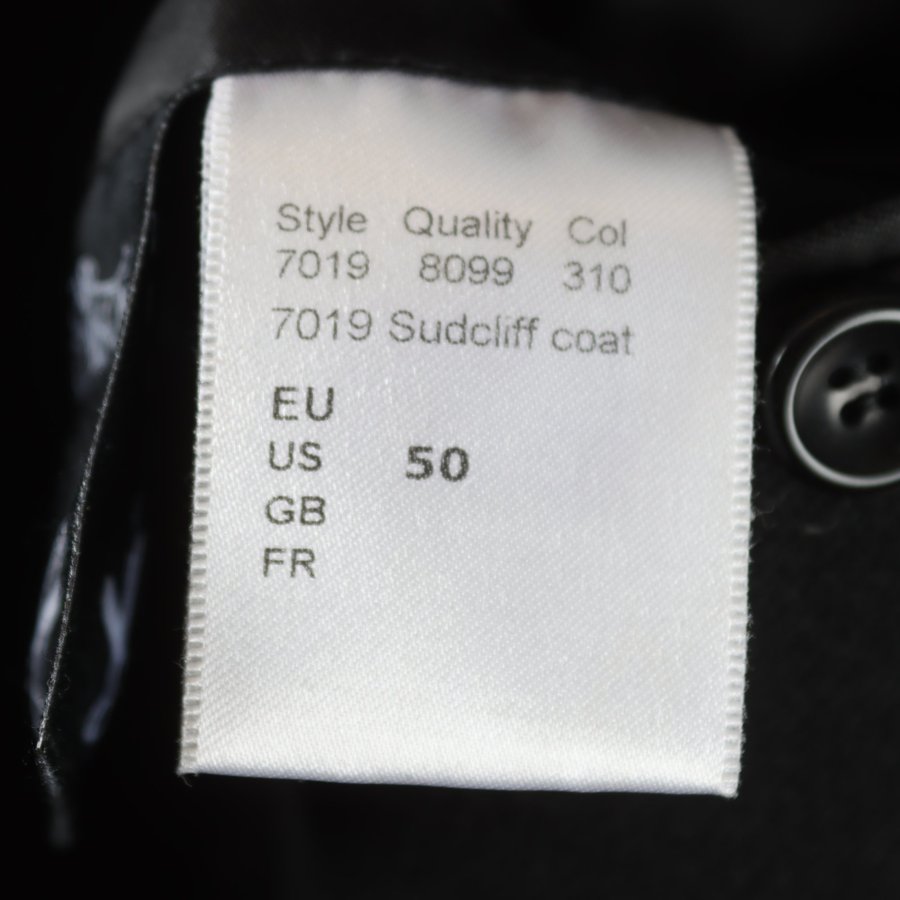 Style Quality Col
7019 8099 310
7019 Sudcliff coat
EU
US 50
GB
FR